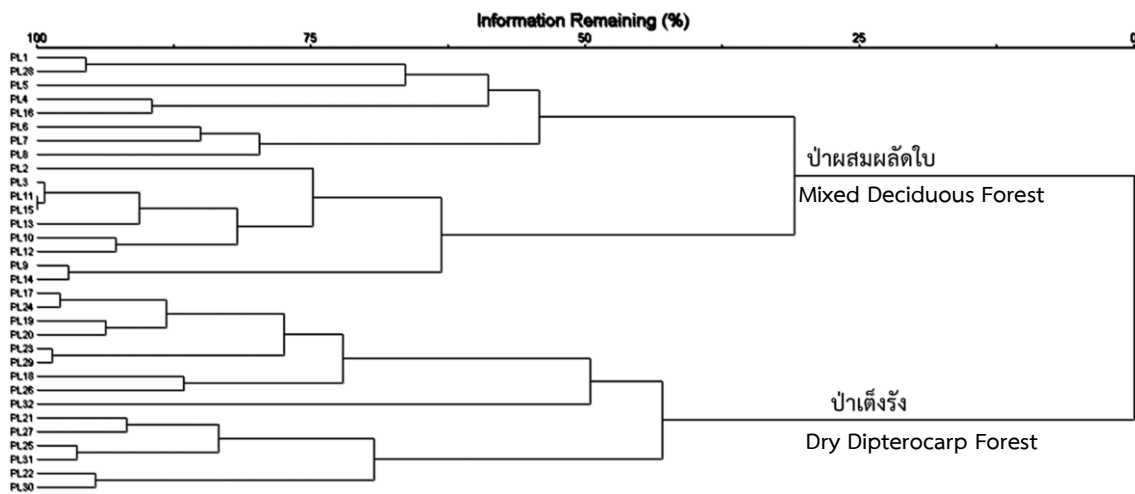 Information Remaining (%)
100 75 50 25 0
PL1
PL28
PL5
PL4
PL16
PL6
PL7
PL8
PL2
PL3
PL11
PL15
PL13
PL10
PL12
PL9
PL14
PL17
PL24
PL19
PL20
PL23
PL29
PL18
PL26
PL32
PL21
PL27
PL25
PL31
PL22
PL30
ป่าผสมผลัดใบ
Mixed Deciduous Forest
ป่าเต็งรัง
Dry Dipterocarp Forest